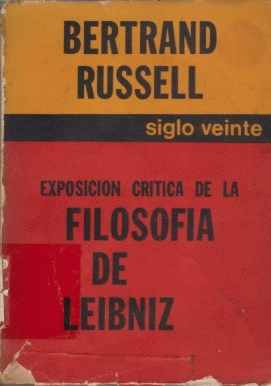 BERTRAND
RUSSELL
siglo veinte
EXPOSICION CRITICA DE LA
FILOSOFIA
DE
LEIBNIZ